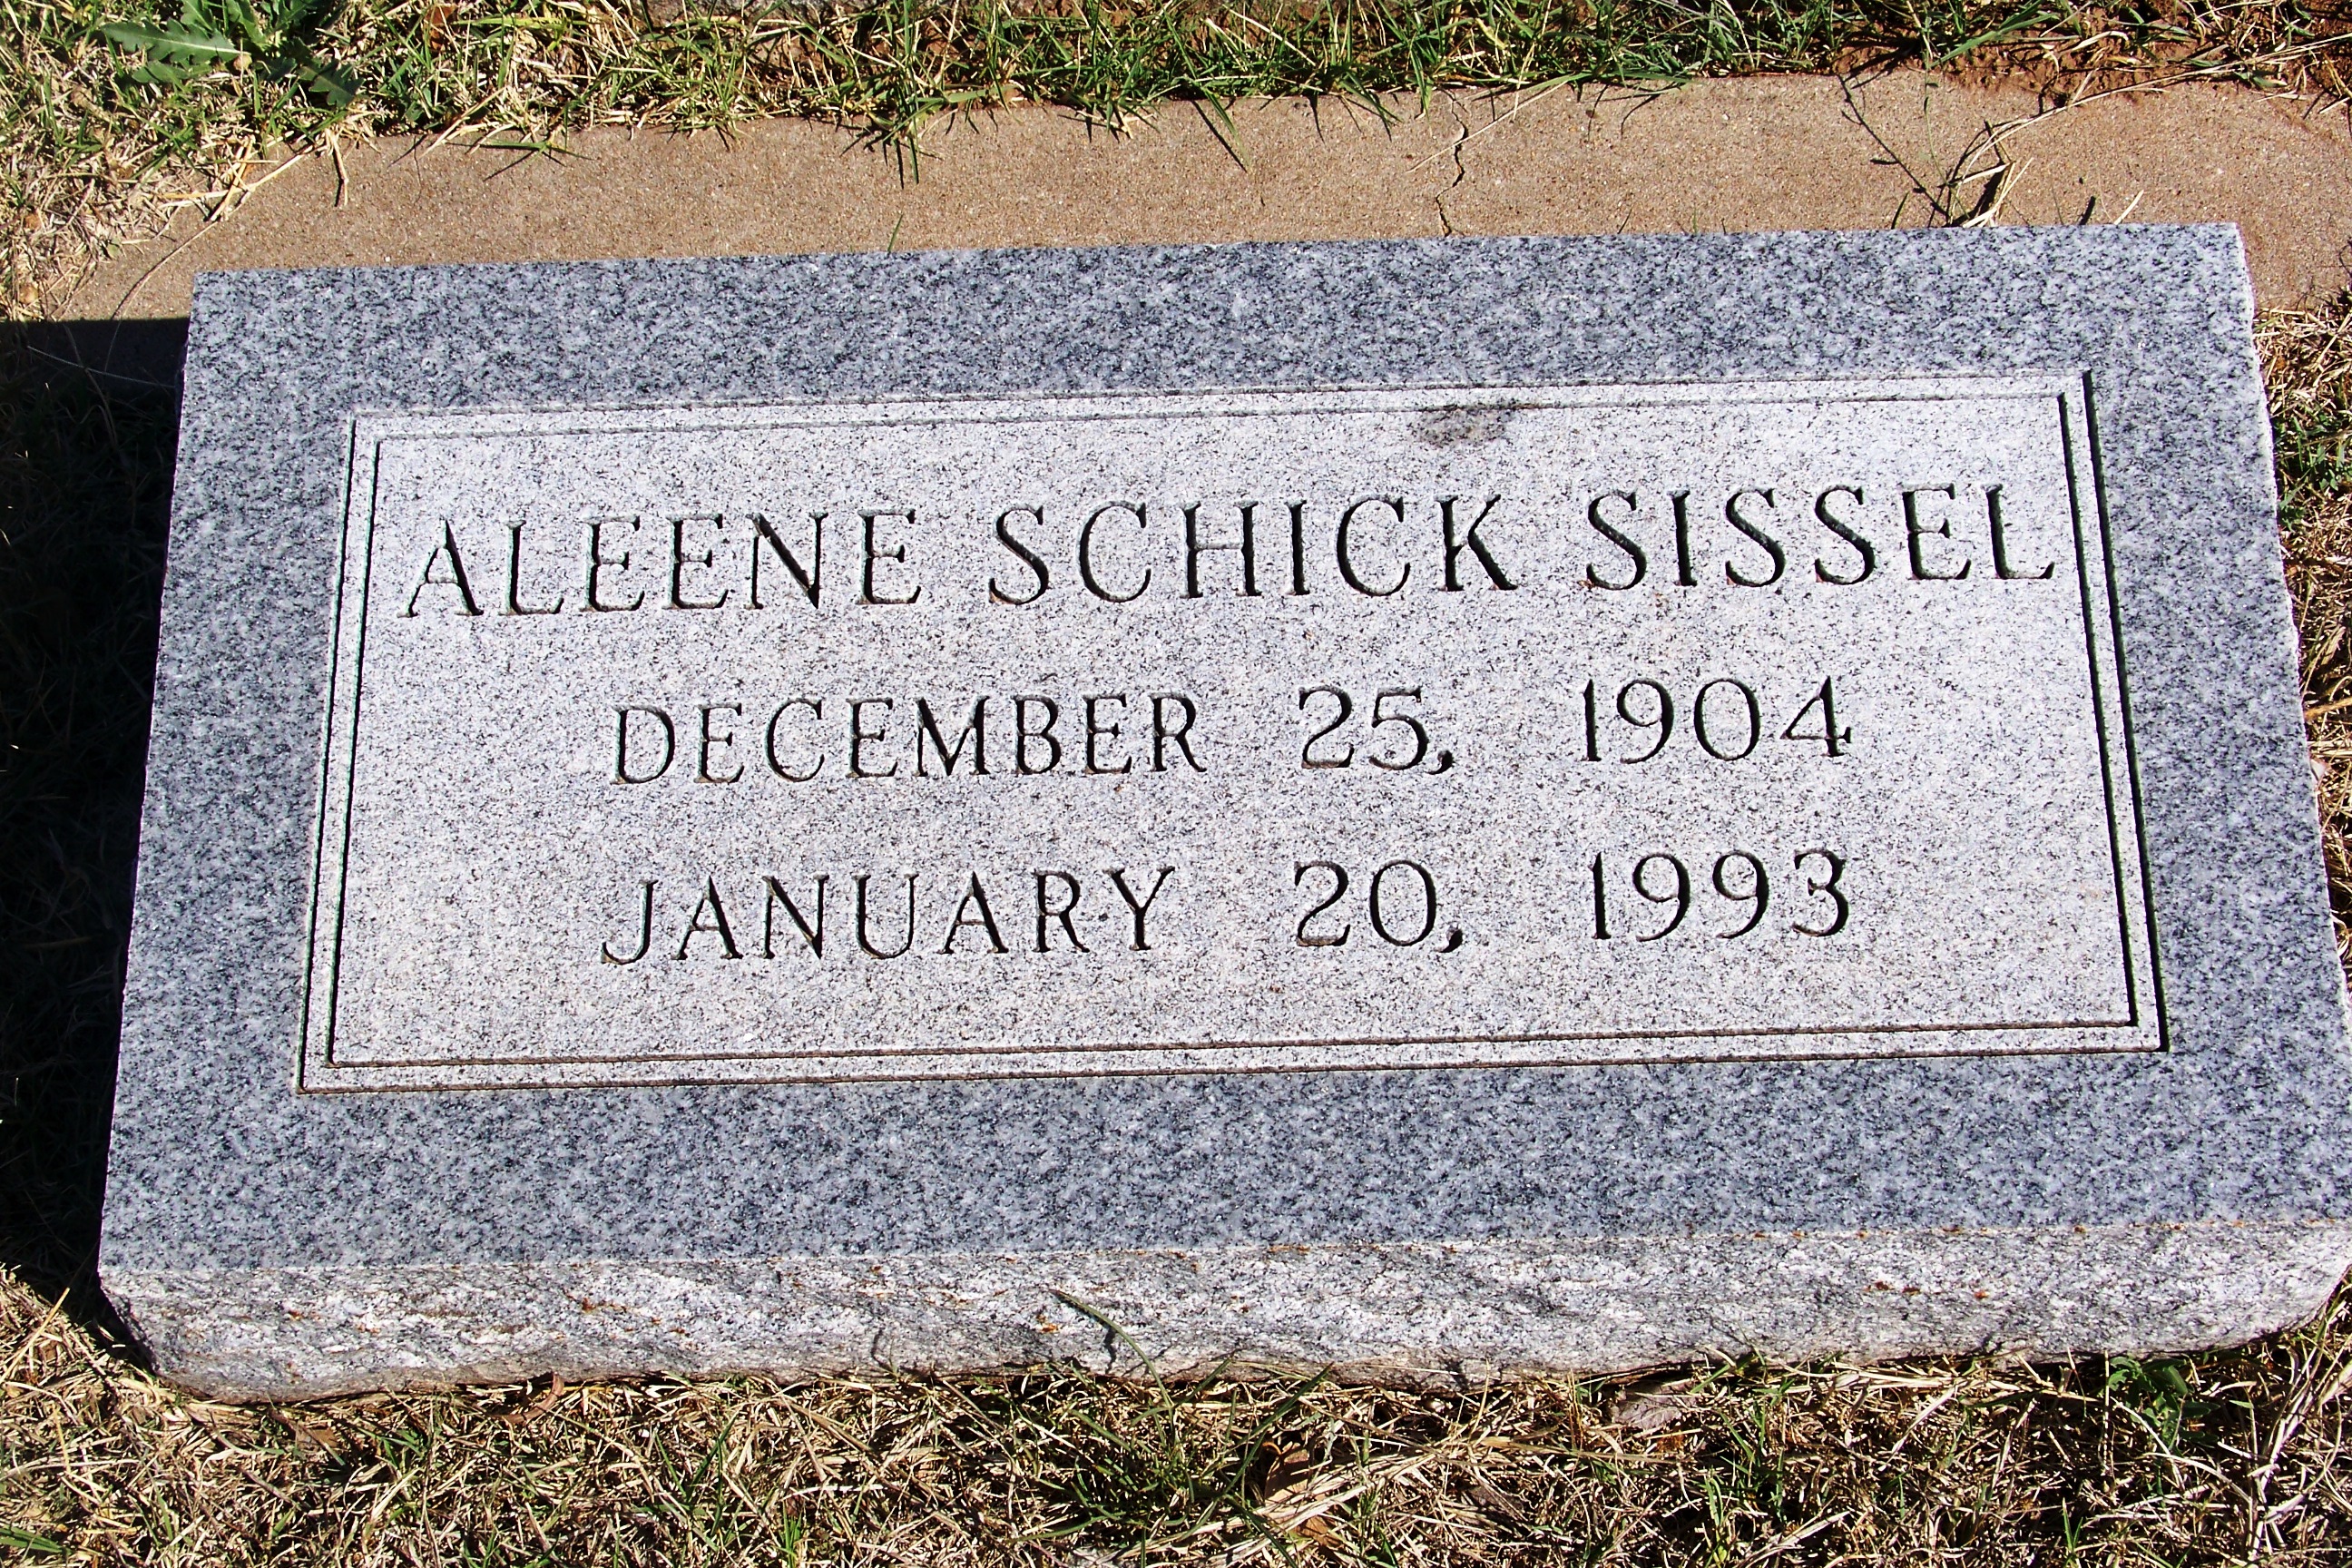 ALEENE SCHICK SISSEL
DECEMBER 25, 1904
JANUARY 20, 1993